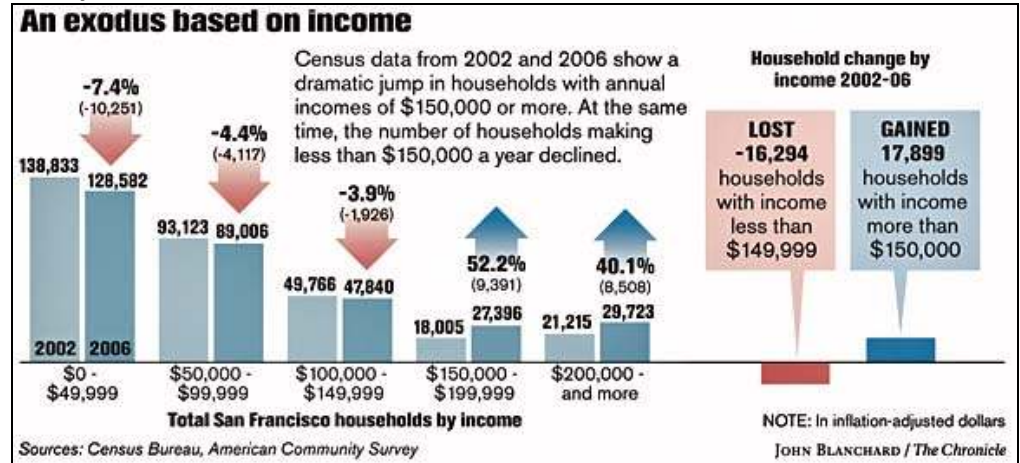 An exodus based on income
Census data from 2002 and 2006 show a
dramatic jump in households with annual
incomes of $150,000 or more. At the same
time, the number of households making
less than $150,000 a year declined.
-7.4%
(-10,251)
138,833
128,582
2002
2006
$0 -
$49,999
-4.4%
(-4,117)
93,123
89,006
$50,000 -
$99,999
-3.9%
(-1,926)
49,766
47,840
$100,000 -
$149,999
52.2%
(9,391)
18,005
27,396
$150,000 -
$199,999
40.1%
(8,508)
21,215
29,723
$200,000 -
and more
Total San Francisco households by income
Household change by
income 2002-06
LOST
-16,294
households
with income
less than
$149,999
GAINED
17,899
households
with income
more than
$150,000
NOTE: In inflation-adjusted dollars
Sources: Census Bureau, American Community Survey
JOHN BLANCHARD / The Chronicle